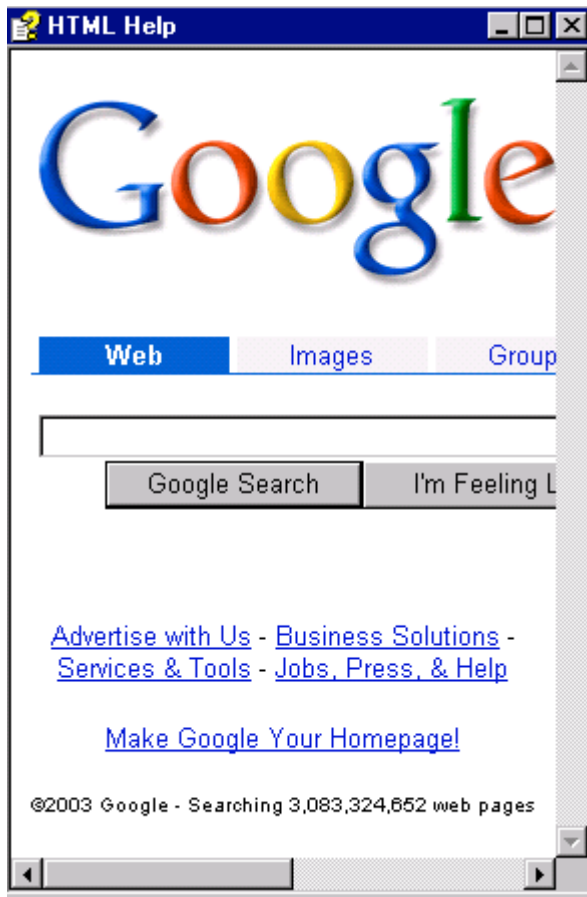 HTML Help
Google
Web Images Group
Google Search I'm Feeling L
Advertise with Us - Business Solutions -
Services & Tools - Jobs, Press, & Help
Make Google Your Homepage!
©2003 Google - Searching 3,083,324,652 web pages